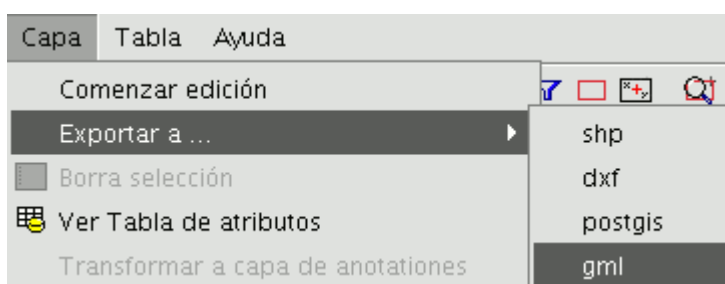 Capa Tabla Ayuda
Comenzar edición
Exportar a ...
shp
Borra selección
dxf
Ver Tabla de atributos
postgis
Transformar a capa de anotationes
gml